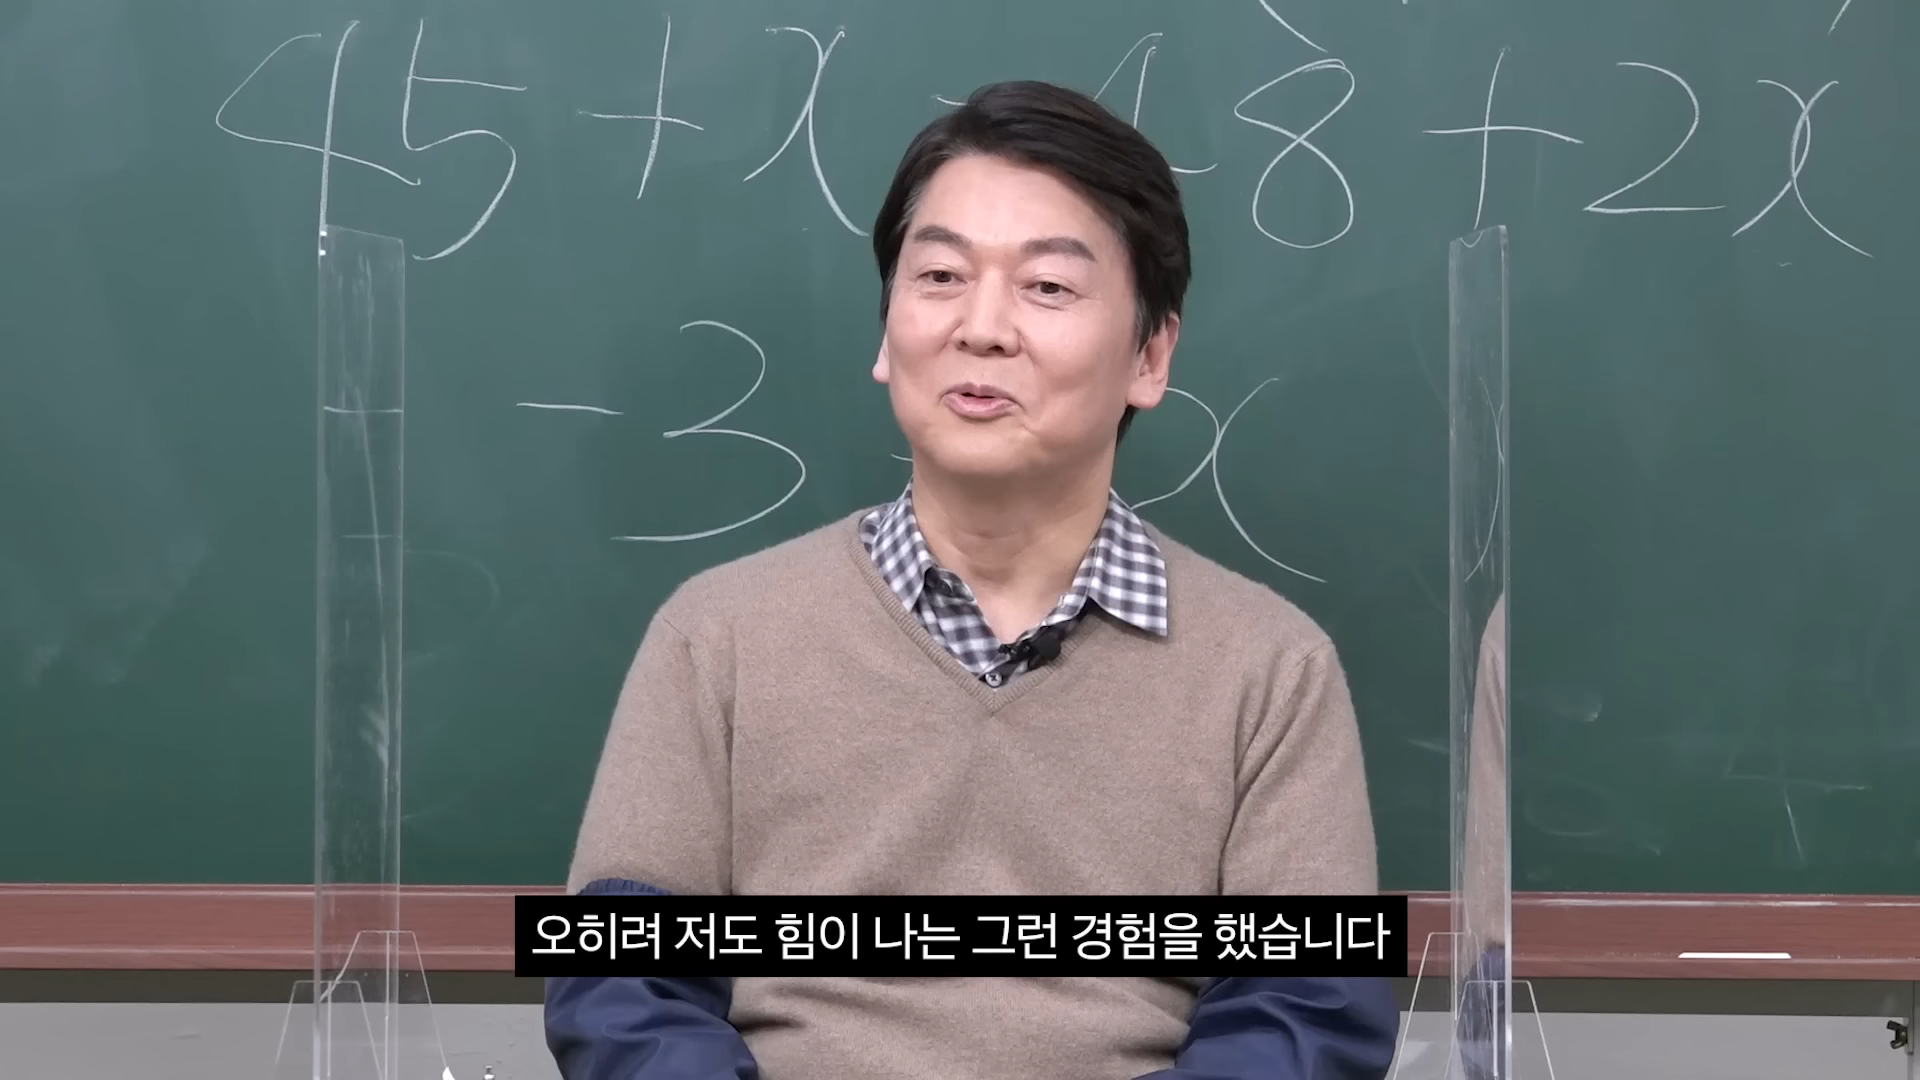 45+x 48+2x
-3 x
오히려 저도 힘이 나는 그런 경험을 했습니다